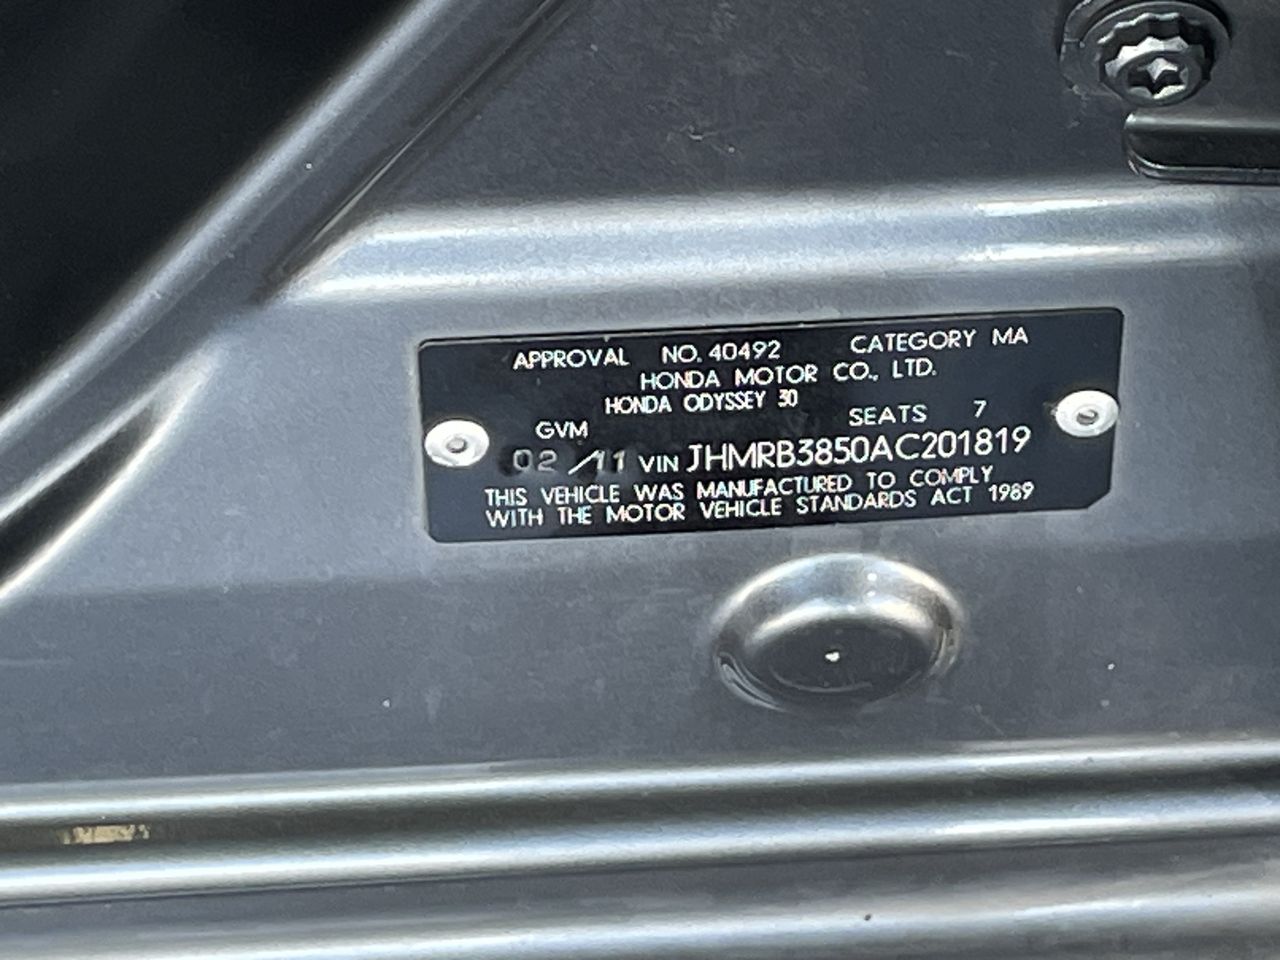 APPROVAL NO. 40492 CATEGORY MA
HONDA MOTOR CO., LTD.
HONDA ODYSSEY 30
GVM SEATS 7
02/11 VIN JHMRB3850AC201819
THIS VEHICLE WAS MANUFACTURED TO COMPLY
WITH THE MOTOR VEHICLE STANDARDS ACT 1989